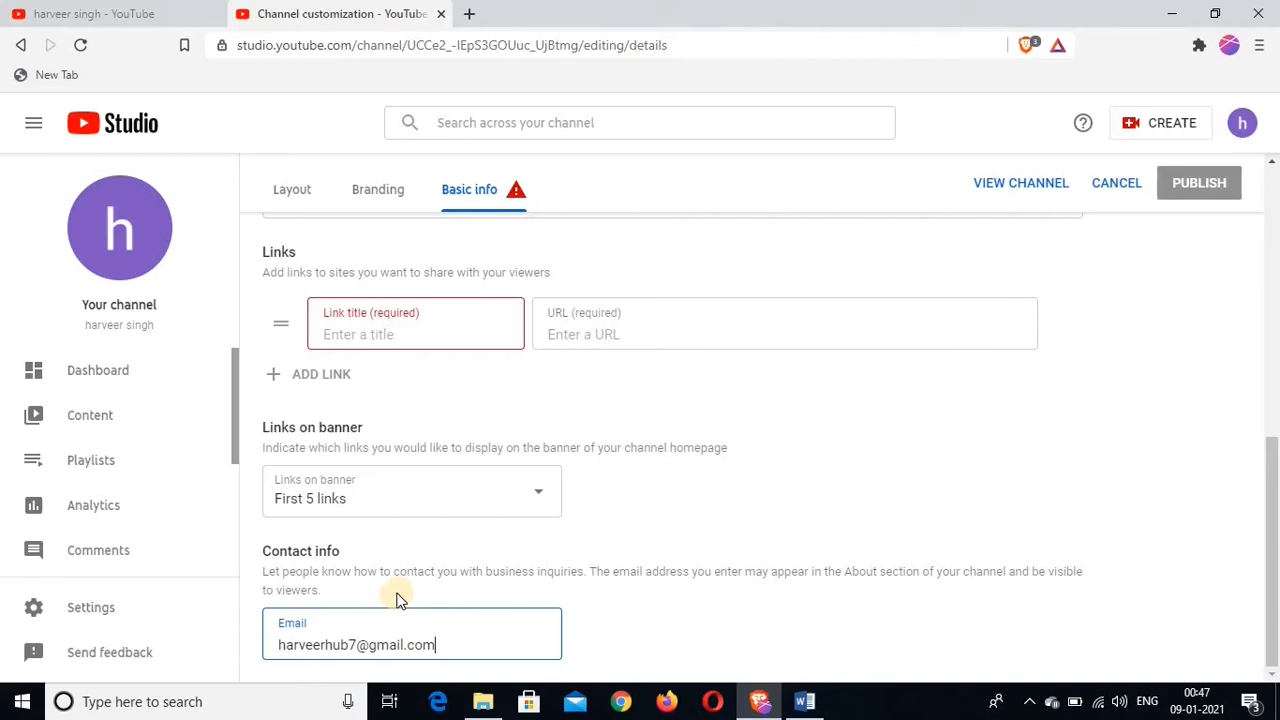 harveer singh - YouTube
Channel customization - YouTube
studio.youtube.com/channel/UCCe2_-IEpS3GOUuc_UjBtmg/editing/details
3
New Tab
Studio
Search across your channel
CREATE
h
Layout
Branding
Basic info
VIEW CHANNEL
CANCEL
PUBLISH
h
Your channel
harveer singh
Dashboard
Content
Playlists
Analytics
Comments
Settings
Send feedback
Links
Add links to sites you want to share with your viewers
Link title (required)
Enter a title
URL (required)
Enter a URL
ADD LINK
Links on banner
Indicate which links you would like to display on the banner of your channel homepage
Links on banner
First 5 links
Contact info
Let people know how to contact you with business inquiries. The email address you enter may appear in the About section of your channel and be visible
to viewers.
Email
harveerhub7@gmail.com
Type here to search
ENG
00:47
09-01-2021
3